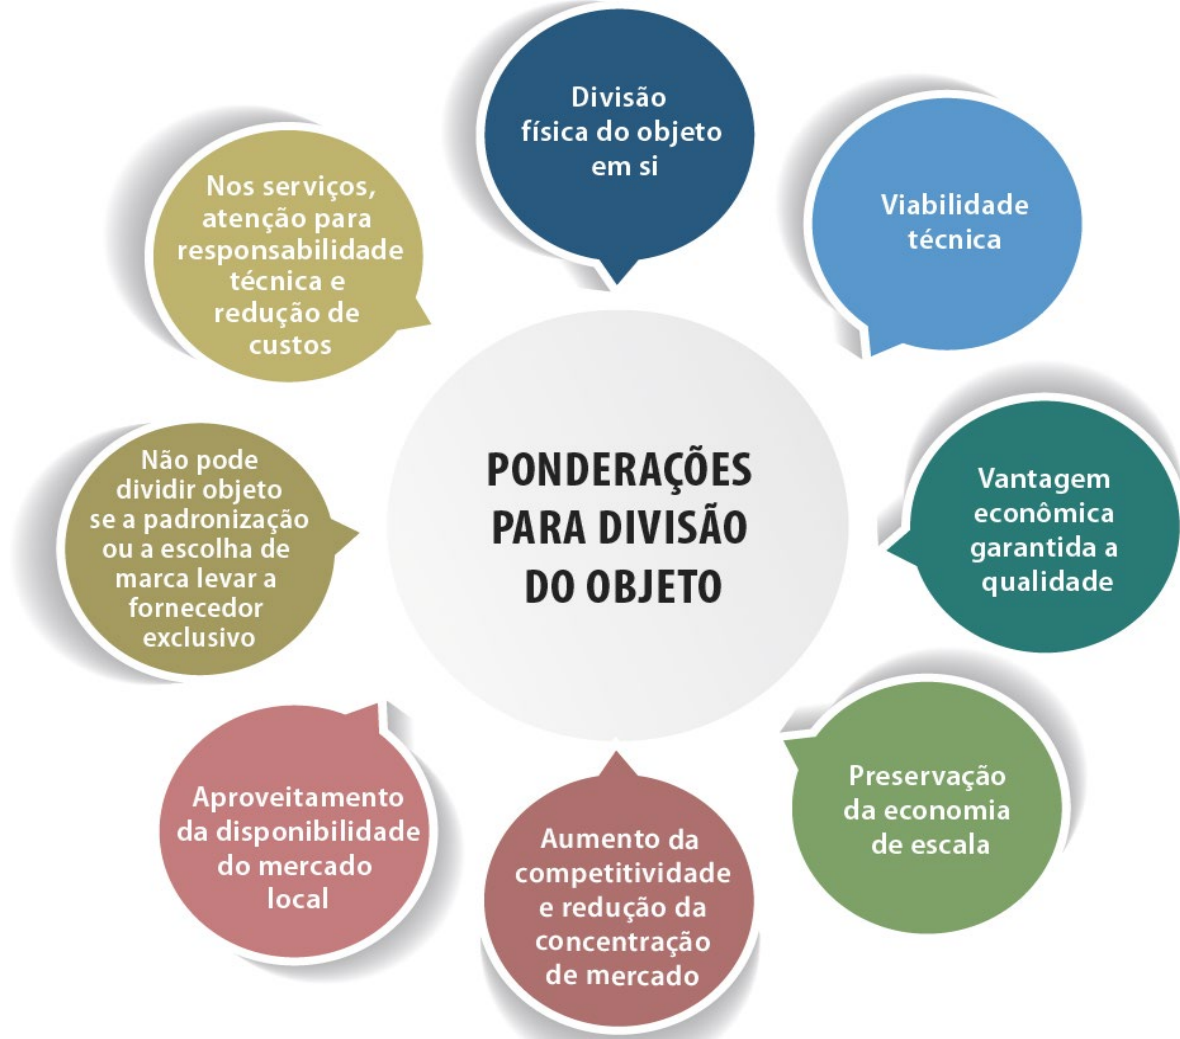 Divisão
física do objeto
em si
Viabilidade
técnica
Vantagem
econômica
garantida a
qualidade
Preservação
da economia
de escala
Aumento da
competitividade
e redução da
concentração
de mercado
Aproveitamento
da disponibilidade
do mercado
local
Não pode
dividir objeto
se a padronização
ou a escolha de
marca levar a
fornecedor
exclusivo
Nos serviços,
atenção para
responsabilidade
técnica e
redução de
custos
PONDERAÇÕES
PARA DIVISÃO
DO OBJETO